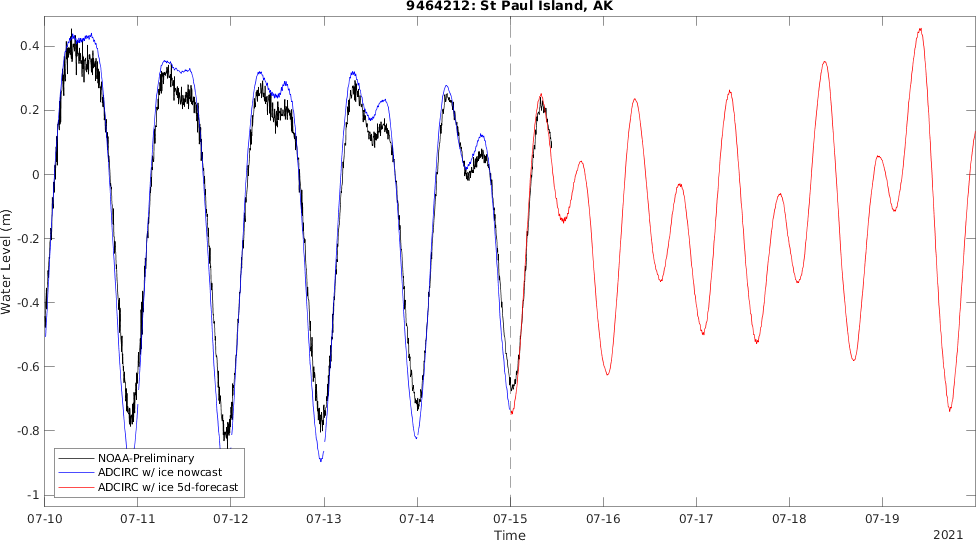 9464212: St Paul Island, AK
Water Level (m)
0.4
0.2
0
-0.2
-0.4
-0.6
-0.8
-1
NOAA-Preliminary
ADCIRC w/ ice nowcast
ADCIRC w/ ice 5d-forecast
07-10 07-11 07-12 07-13 07-14 07-15 07-16 07-17 07-18 07-19
Time
2021